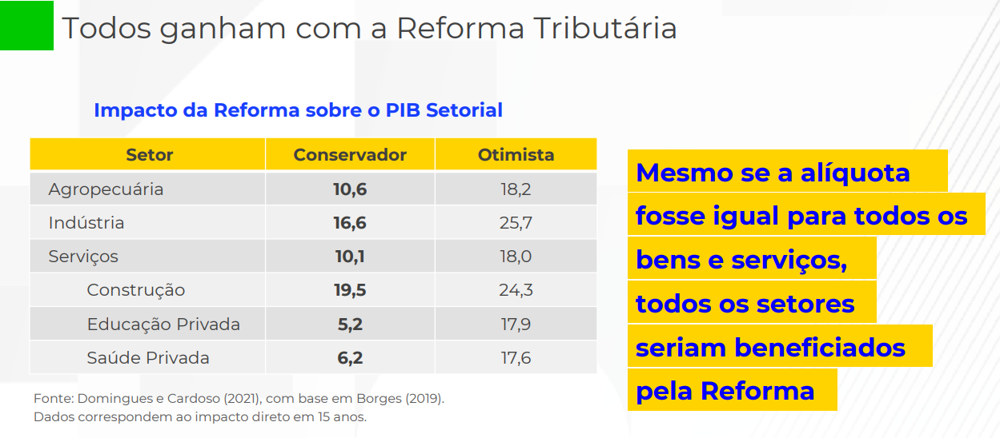 Todos ganham com a Reforma Tributária
Impacto da Reforma sobre o PIB Setorial
Setor Conservador Otimista
Agropecuária 10,6 18,2
Indústria 16,6 25,7
Serviços 10,1 18,0
Construção 19,5 24,3
Educação Privada 5,2 17,9
Saúde Privada 6,2 17,6
Fonte: Domingues e Cardoso (2021), com base em Borges (2019).
Dados correspondem ao impacto direto em 15 anos.
Mesmo se a alíquota
fosse igual para todos os
bens e serviços,
todos os setores
seriam beneficiados
pela Reforma